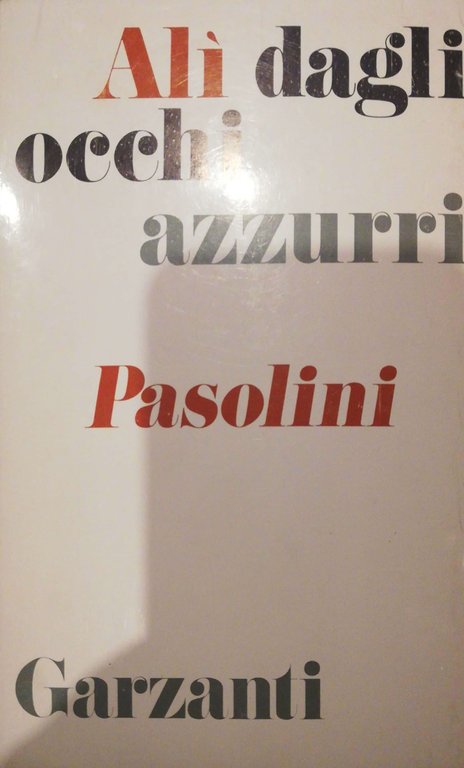 Alì dagli
occhi
azzurri
Pasolini
Garzanti